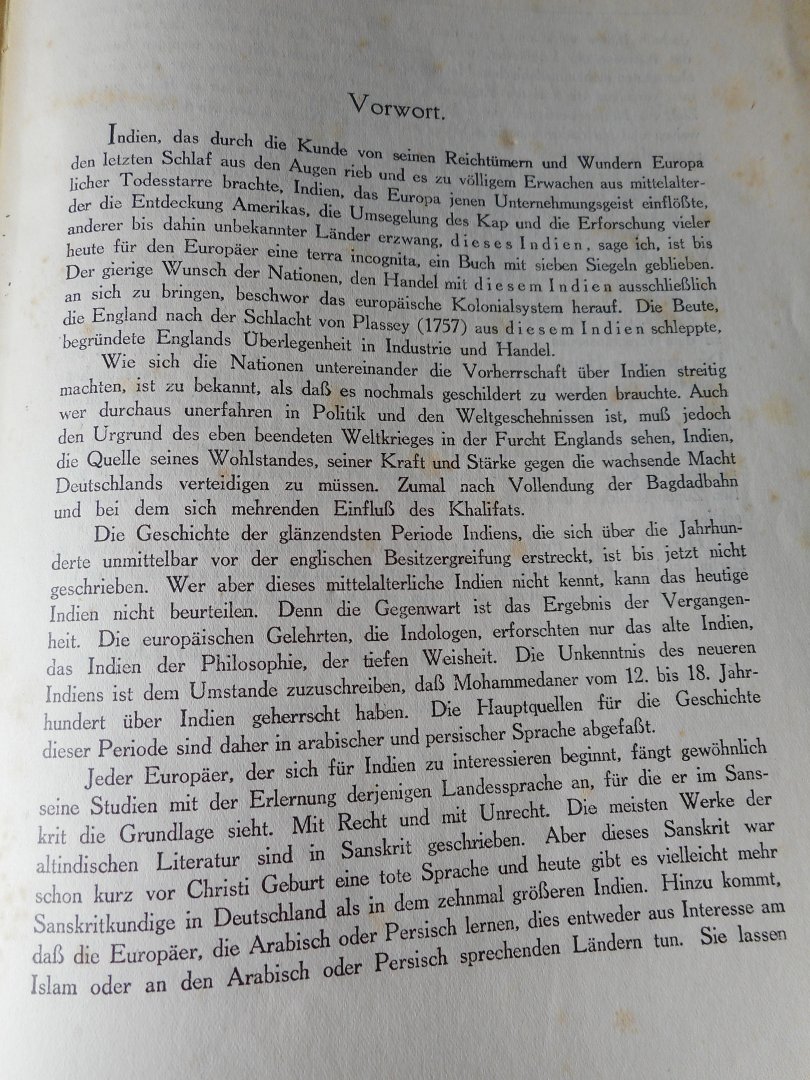 Vorwort.
Indien, das durch die Kunde von seinen Reichtümern und Wundern Europa
den letzten Schlaf aus den Augen rieb und es zu völligem Erwachen aus mittelalter-
licher Todesstarre brachte, Indien, das Europa jenen Unternehmungsgeist einflößte,
der die Entdeckung Amerikas, die Umsegelung des Kap und die Erforschung vieler
anderer bis dahin unbekannter Länder erzwang, dieses Indien, sage ich, ist bis
heute für den Europäer eine terra incognita, ein Buch mit sieben Siegeln geblieben.
Der gierige Wunsch der Nationen, den Handel mit diesem Indien ausschließlich
an sich zu bringen, beschwor das europäische Kolonialsystem herauf. Die Beute,
die England nach der Schlacht von Plassey (1757) aus diesem Indien schleppte,
begründete Englands Überlegenheit in Industrie und Handel.
Wie sich die Nationen untereinander die Vorherrschaft über Indien streitig
machten, ist zu bekannt, als daß es nochmals geschildert zu werden brauchte. Auch
wer durchaus unerfahren in Politik und den Weltgeschehnissen ist, muß jedoch
den Urgrund des eben beendeten Weltkrieges in der Furcht Englands sehen, Indien,
die Quelle seines Wohlstandes, seiner Kraft und Stärke gegen die wachsende Macht
Deutschlands verteidigen zu müssen. Zumal nach Vollendung der Bagdadbahn
und bei dem sich mehrenden Einfluß des Khalifats.
Die Geschichte der glänzendsten Periode Indiens, die sich über die Jahrhun-
derte unmittelbar vor der englischen Besitzergreifung erstreckt, ist bis jetzt nicht
geschrieben. Wer aber dieses mittelalterliche Indien nicht kennt, kann das heutige
Indien nicht beurteilen. Denn die Gegenwart ist das Ergebnis der Vergangen-
heit. Die europäischen Gelehrten, die Indologen, erforschten nur das alte Indien,
das Indien der Philosophie, der tiefen Weisheit. Die Unkenntnis des neueren
Indiens ist dem Umstande zuzuschreiben, daß Mohammedaner vom 12. bis 18. Jahr-
hundert über Indien geherrscht haben. Die Hauptquellen für die Geschichte
dieser Periode sind daher in arabischer und persischer Sprache abgefaßt.
Jeder Europäer, der sich für Indien zu interessieren beginnt, fängt gewöhnlich
seine Studien mit der Erlernung derjenigen Landessprache an, für die er im Sans-
krit die Grundlage sieht. Mit Recht und mit Unrecht. Die meisten Werke der
altindischen Literatur sind in Sanskrit geschrieben. Aber dieses Sanskrit war
schon kurz vor Christi Geburt eine tote Sprache und heute gibt es vielleicht mehr
Sanskritkundige in Deutschland als in dem zehnmal größeren Indien. Hinzu kommt,
daß die Europäer, die Arabisch oder Persisch lernen, dies entweder aus Interesse am
Islam oder an den Arabisch oder Persisch sprechenden Ländern tun. Sie lassen